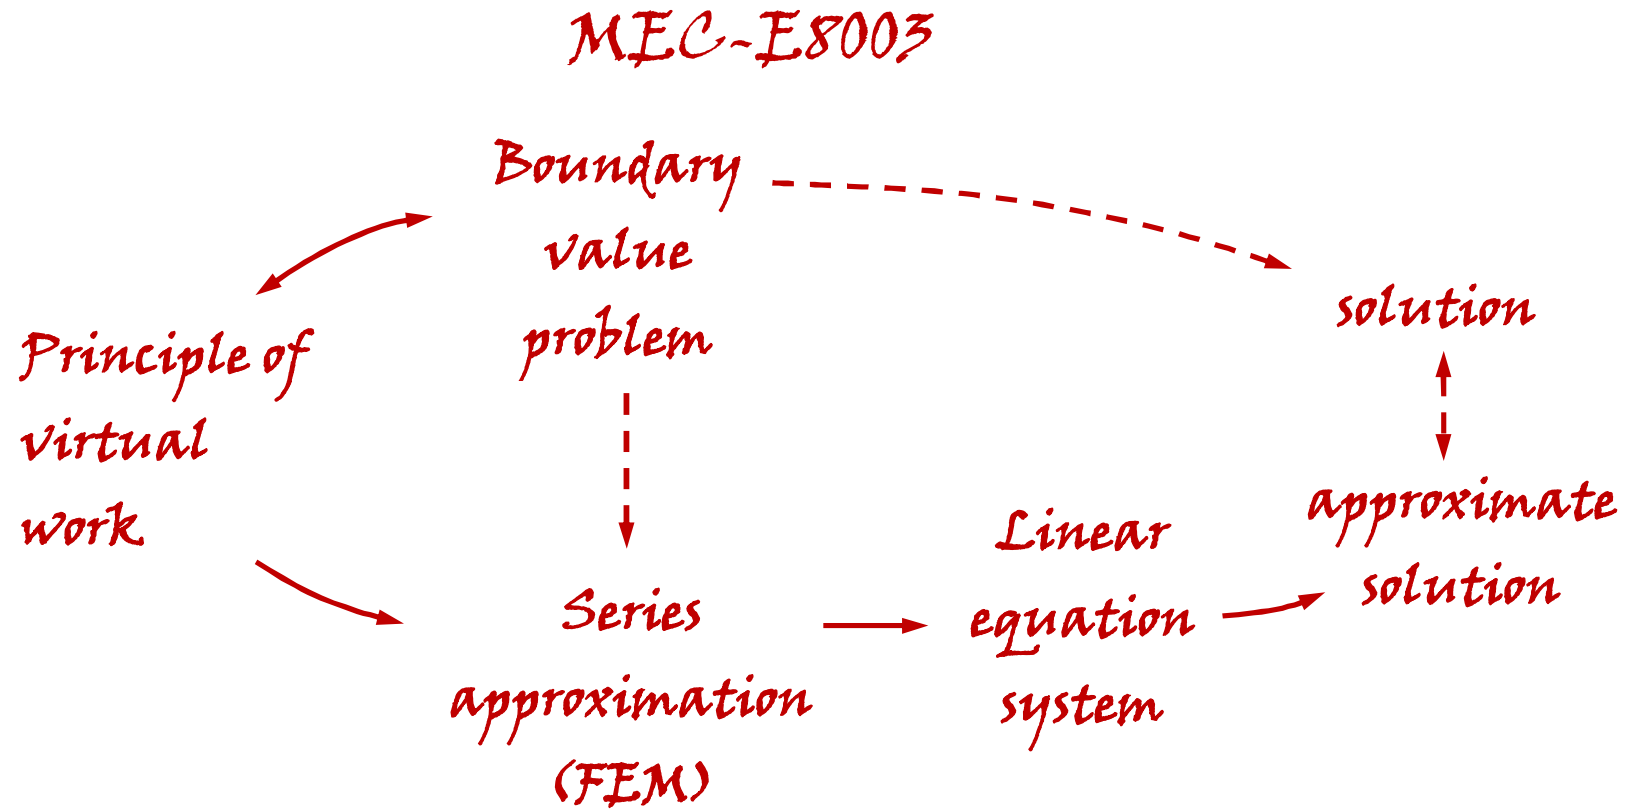 MEC-E8003
Boundary
value
problem
Principle of
virtual
work
solution
approximate
solution
Series
approximation
(FEM)
Linear
equation
system